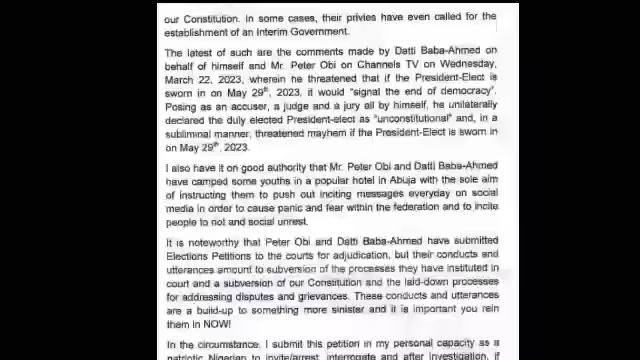 our Constitution. In some cases, their privies have even called for the
establishment of an Interim Government.
The latest of such are the comments made by Datti Baba-Ahmed on
behalf of himself and Mr. Peter Obi on Channels TV on Wednesday,
March 22, 2023, wherein he threatened that if the President-Elect is
sworn in on May 29th, 2023, it would "signal the end of democracy".
Posing as an accuser, a judge and a jury all by himself, he unilaterally
declared the duly elected President-elect as "unconstitutional" and, in a
subliminal manner, threatened mayhem if the President-Elect is sworn in
on May 29th, 2023.
I also have it on good authority that Mr. Peter Obi and Datti Baba-Ahmed
have camped some youths in a popular hotel in Abuja with the sole aim
of instructing them to push out inciting messages everyday on social
media in order to cause panic and fear within the federation and to incite
people to riot and social unrest.
It is noteworthy that Peter Obi and Datti Baba-Ahmed have submitted
Elections Petitions to the courts for adjudication, but their conducts and
utterances amount to subversion of the processes they have instituted in
court and a subversion of our Constitution and the laid-down processes
for addressing disputes and grievances. These conducts and utterances
are a build-up to something more sinister and it is important you rein
them in NOW!
In the circumstance, I submit this petition in my personal capacity as a
patriotic Nigerian to invite/arrest, interrogate and after investigation, if